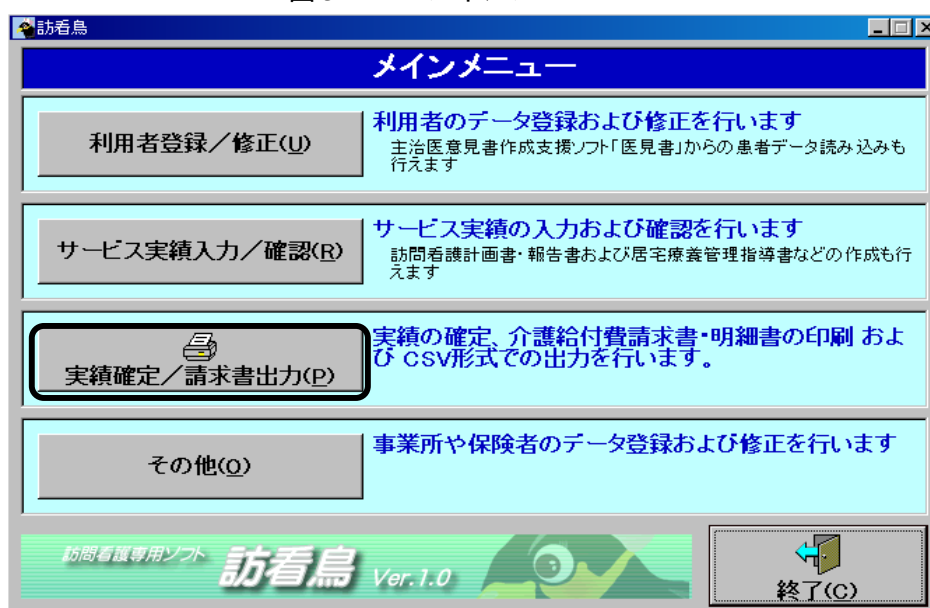 訪看鳥
メインメニュー
利用者登録／修正(U)
利用者のデータ登録および修正を行います
主治医意見書作成支援ソフト「医見書」からの患者データ読み込みも
行えます
サービス実績入力／確認(R)
サービス実績の入力および確認を行います
訪問看護計画書・報告書および居宅療養管理指導書などの作成も行
えます
実績確定／請求書出力(P)
実績の確定、介護給付費請求書・明細書の印刷 およ
び CSV形式での出力を行います。
その他(O)
事業所や保険者のデータ登録および修正を行います
訪問看護専用ソフト 訪看鳥 Ver.1.0
終了(C)